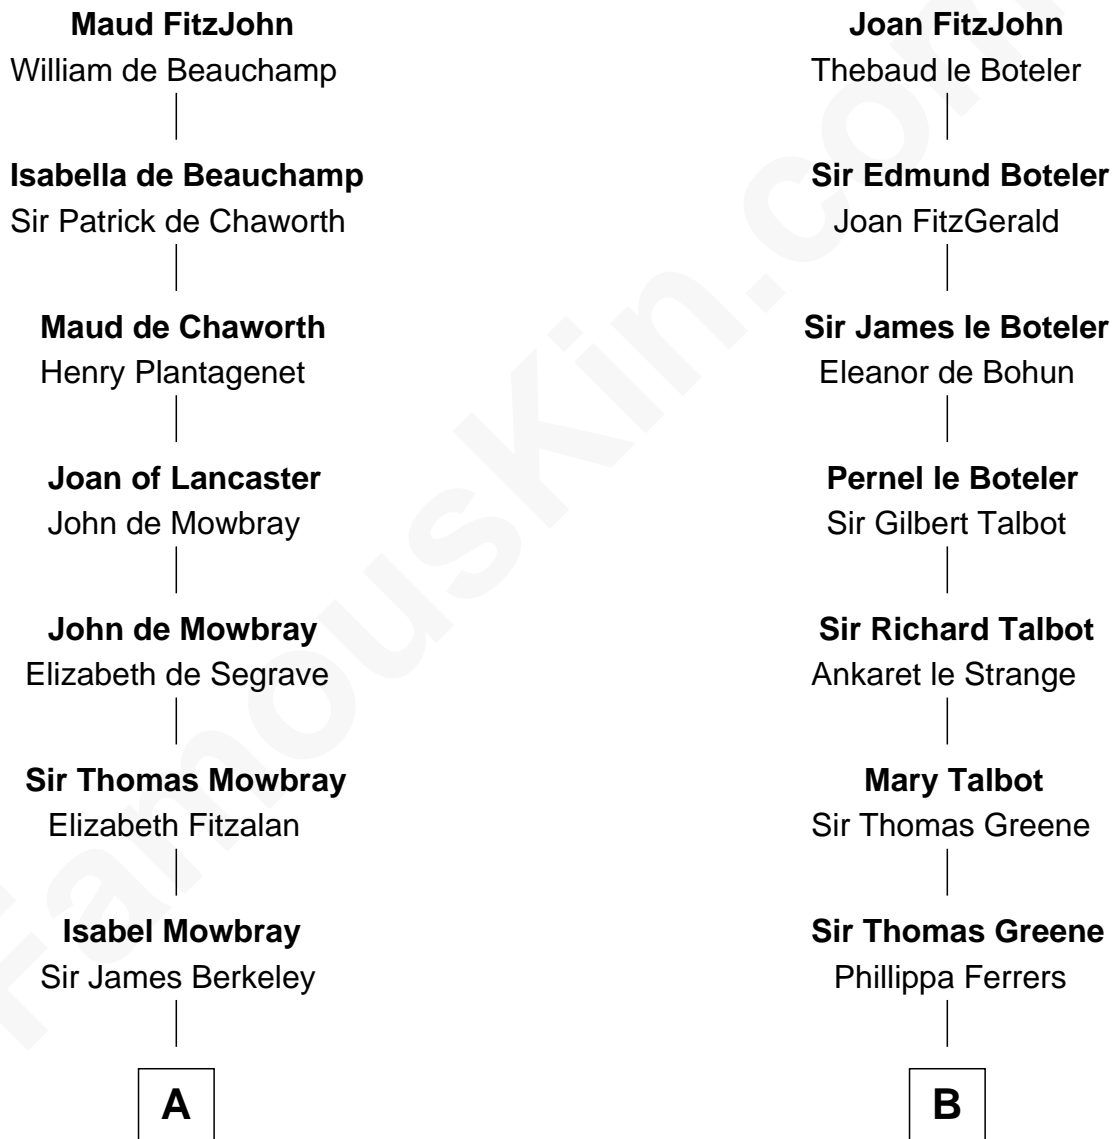 Maud FitzJohn
William de Beauchamp
Isabella de Beauchamp
Sir Patrick de Chaworth
Maud de Chaworth
Henry Plantagenet
Joan of Lancaster
John de Mowbray
John de Mowbray
Elizabeth de Segrave
Sir Thomas Mowbray
Elizabeth Fitzalan
Isabel Mowbray
Sir James Berkeley
A
Joan FitzJohn
Thebaud le Boteler
Sir Edmund Boteler
Joan FitzGerald
Sir James le Boteler
Eleanor de Bohun
Pernel le Boteler
Sir Gilbert Talbot
Sir Richard Talbot
Ankaret le Strange
Mary Talbot
Sir Thomas Greene
Sir Thomas Greene
Phillippa Ferrers
B
FamousKin.com